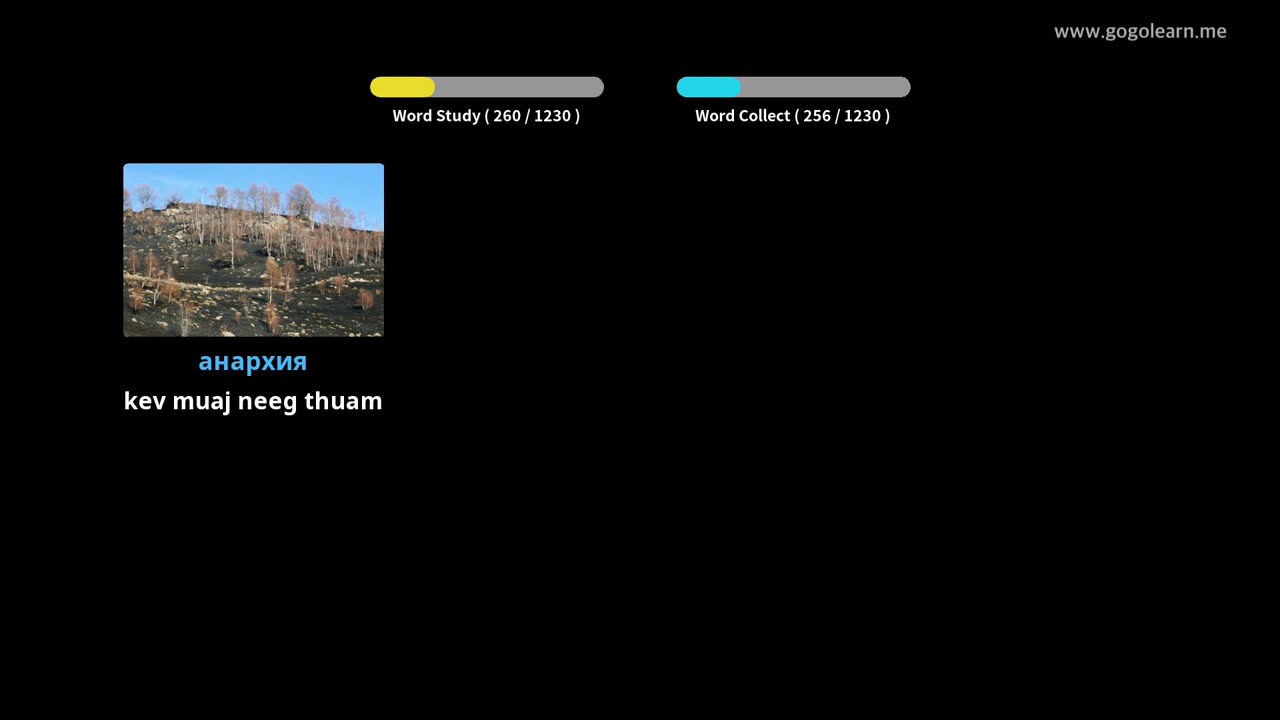 www.gogolearn.me
Word Study ( 260 / 1230 )
Word Collect ( 256 / 1230 )
анархия
kev muaj neeg thuam